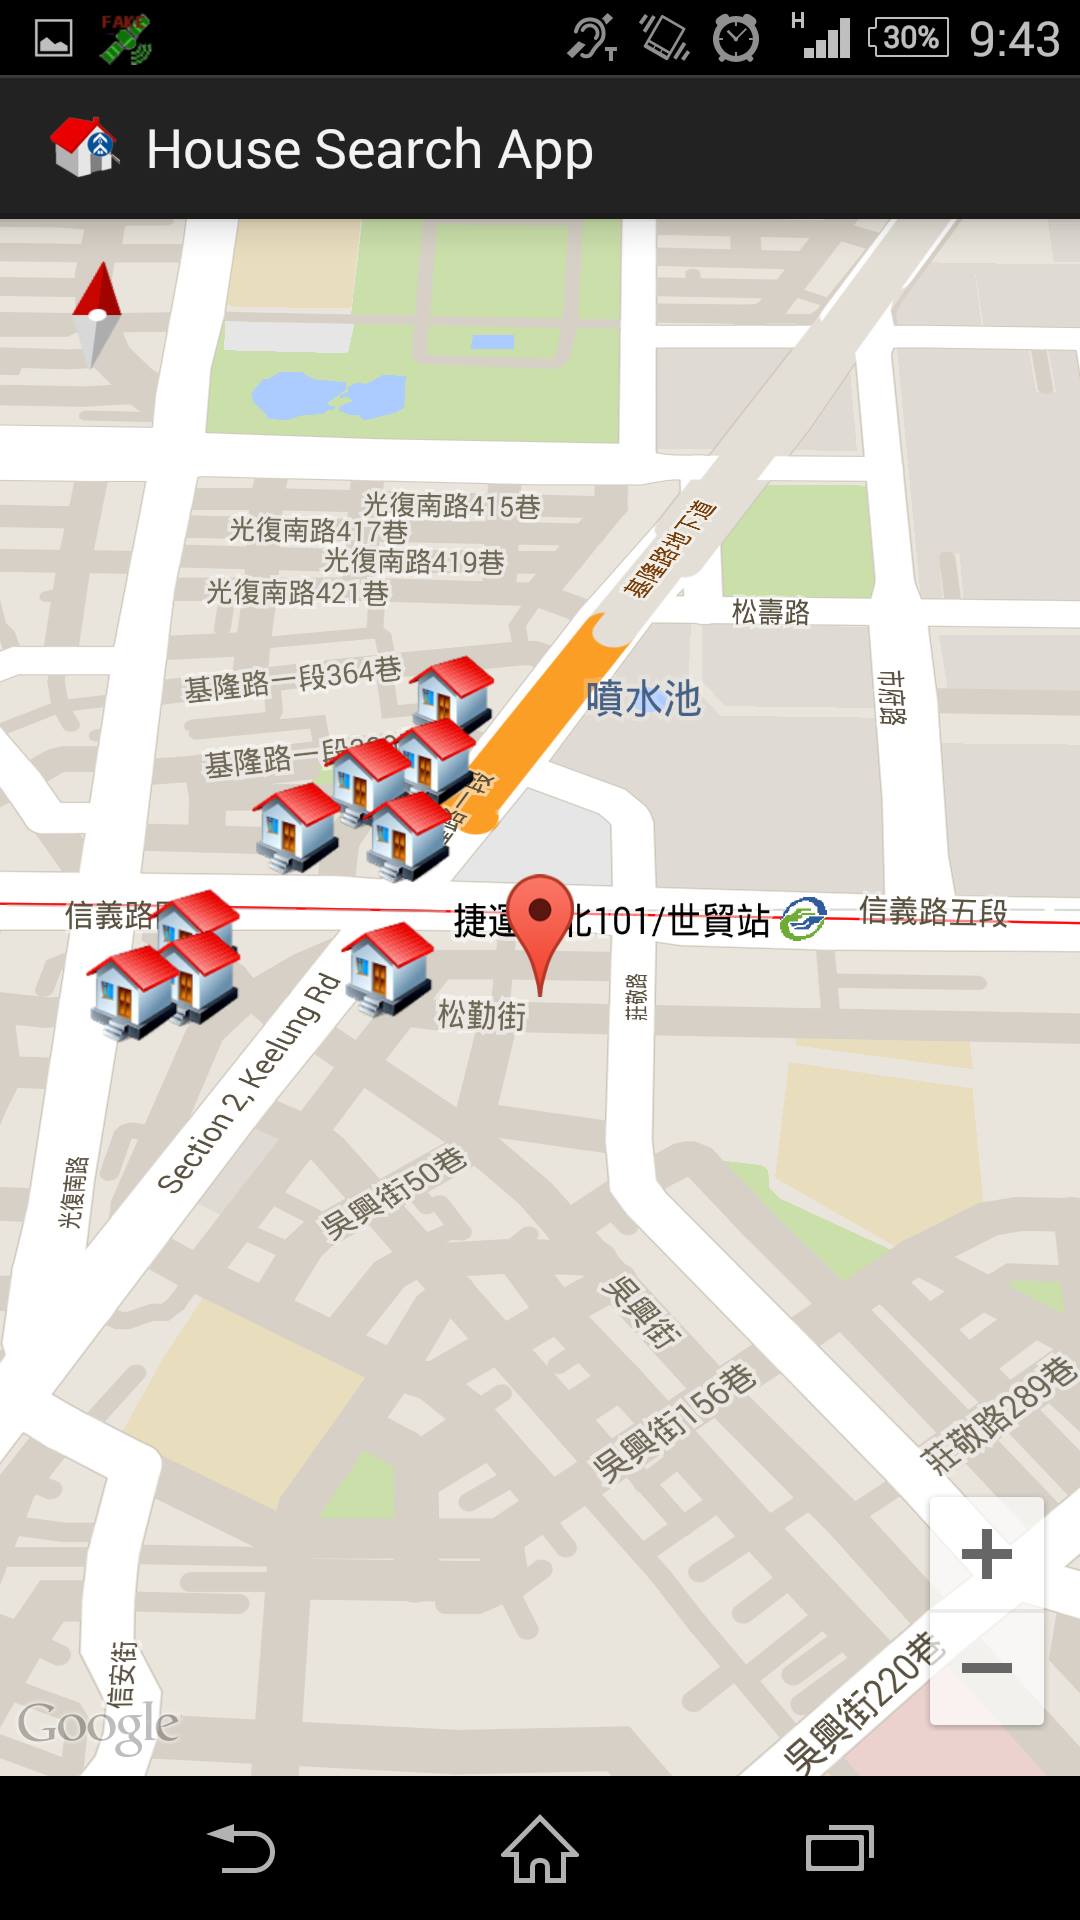 FAKE
T
H
30%
9:43
House Search App
光復南路415巷
光復南路417巷
光復南路419巷
光復南路421巷
基隆路地下道
松壽路
市府路
基隆路一段364巷
噴水池
基隆路一段
路一段
信義路
捷運 北101/世貿站
信義路五段
莊敬路
松勤街
Section 2, Keelung Rd
光復南路
吳興街50巷
吳興街
吳興街156巷
莊敬路289巷
信安街
吳興街220巷
Google